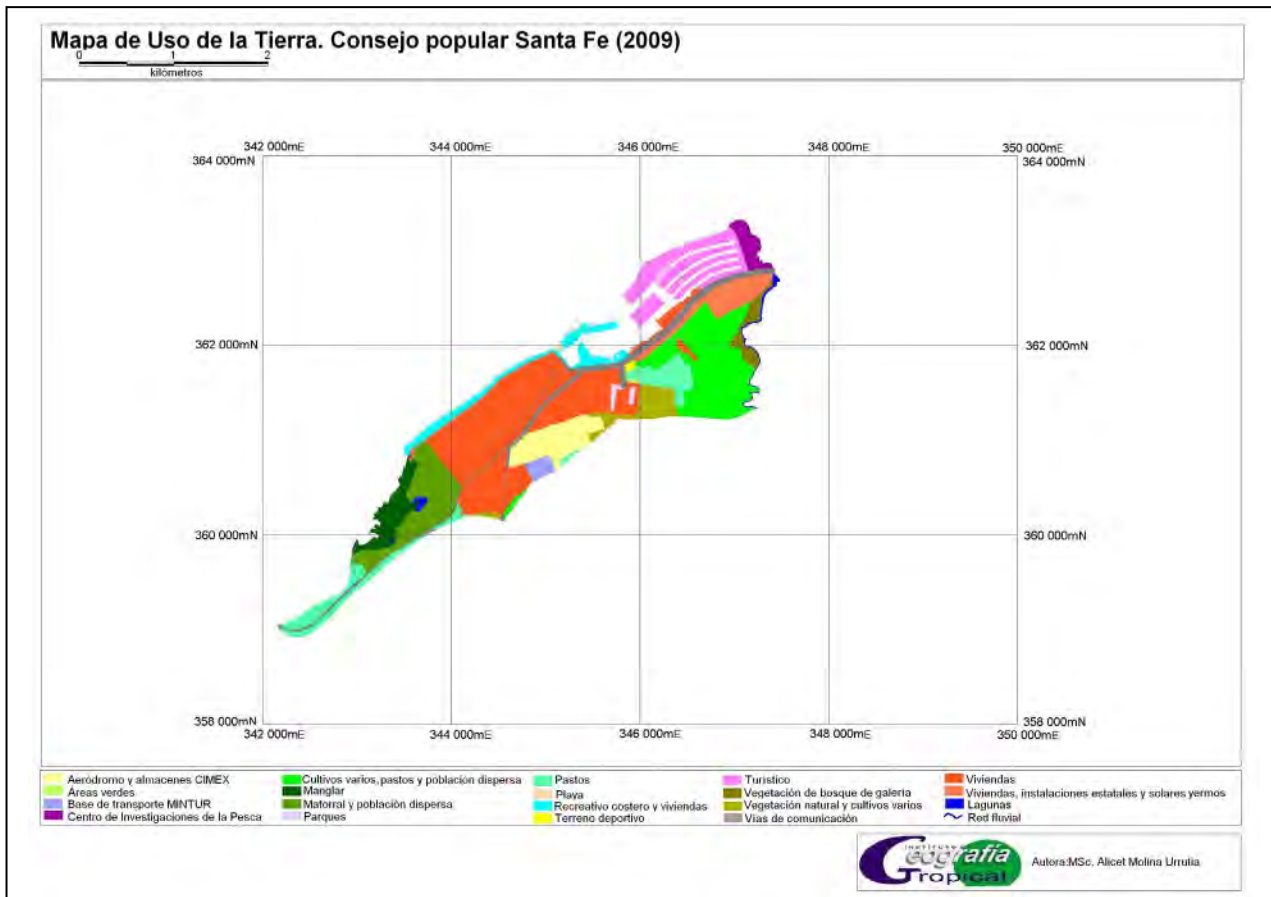 Mapa de Uso de la Tierra. Consejo popular Santa Fe (2009)
0 1 2
kilómetros
342 000mE 344 000mE 346 000mE 348 000mE 350 000mE
364 000mN 364 000mN
362 000mN 362 000mN
360 000mN 360 000mN
358 000mN 358 000mN
342 000mE 344 000mE 346 000mE 348 000mE 350 000mE
Aeródromo y almacenes CIMEX
Áreas verdes
Base de transporte MINTUR
Centro de Investigaciones de la Pesca
Cultivos varios, pastos y población dispersa
Manglar
Matorral y población dispersa
Parques
Pastos
Playa
Recreativo costero y viviendas
Terreno deportivo
Turístico
Vegetación de bosque de galería
Vegetación natural y cultivos varios
Vías de comunicación
Viviendas
Viviendas, instalaciones estatales y solares yermos
Lagunas
Red fluvial
INSTITUTO
Geografía
Tropical
Autora:MSc. Alicet Molina Urrutia